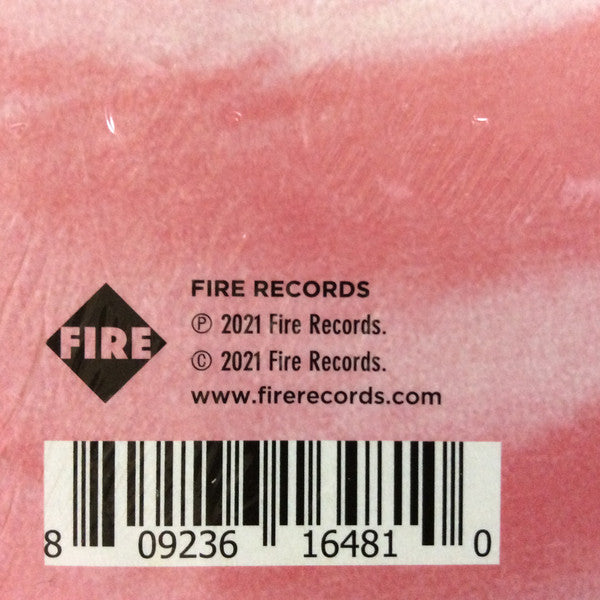 FIRE
FIRE RECORDS
℗ 2021 Fire Records.
© 2021 Fire Records.
www.firerecords.com
8 09236 16481 0